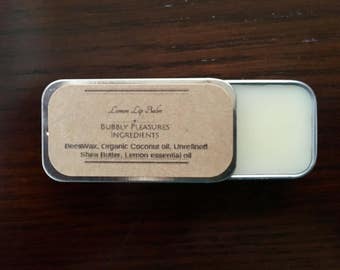 Lemon Lip Balm
Bubbly Pleasures
Ingredients
BeesWax, Organic Coconut oil, Unrefined
Shea Butter, Lemon essential oil